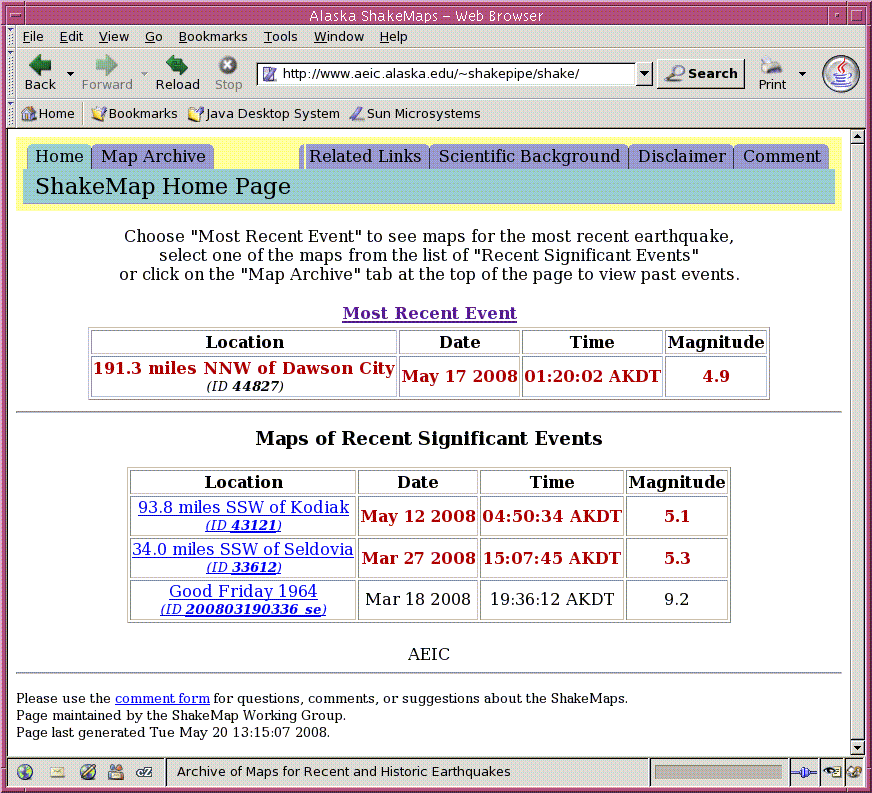 Alaska ShakeMaps – Web Browser
File Edit View Go Bookmarks Tools Window Help
Back Forward Reload Stop http://www.aeic.alaska.edu/~shakepipe/shake/ Search Print
Home Bookmarks Java Desktop System Sun Microsystems
Home Map Archive Related Links Scientific Background Disclaimer Comment
ShakeMap Home Page
Choose "Most Recent Event" to see maps for the most recent earthquake,
select one of the maps from the list of "Recent Significant Events"
or click on the "Map Archive" tab at the top of the page to view past events.
Most Recent Event
Location Date Time Magnitude
191.3 miles NNW of Dawson City May 17 2008 01:20:02 AKDT 4.9
(ID 44827)
Maps of Recent Significant Events
Location Date Time Magnitude
93.8 miles SSW of Kodiak May 12 2008 04:50:34 AKDT 5.1
(ID 43121)
34.0 miles SSW of Seldovia Mar 27 2008 15:07:45 AKDT 5.3
(ID 33612)
Good Friday 1964 Mar 18 2008 19:36:12 AKDT 9.2
(ID 200803190336_se)
AEIC
Please use the comment form for questions, comments, or suggestions about the ShakeMaps.
Page maintained by the ShakeMap Working Group.
Page last generated Tue May 20 13:15:07 2008.
Archive of Maps for Recent and Historic Earthquakes